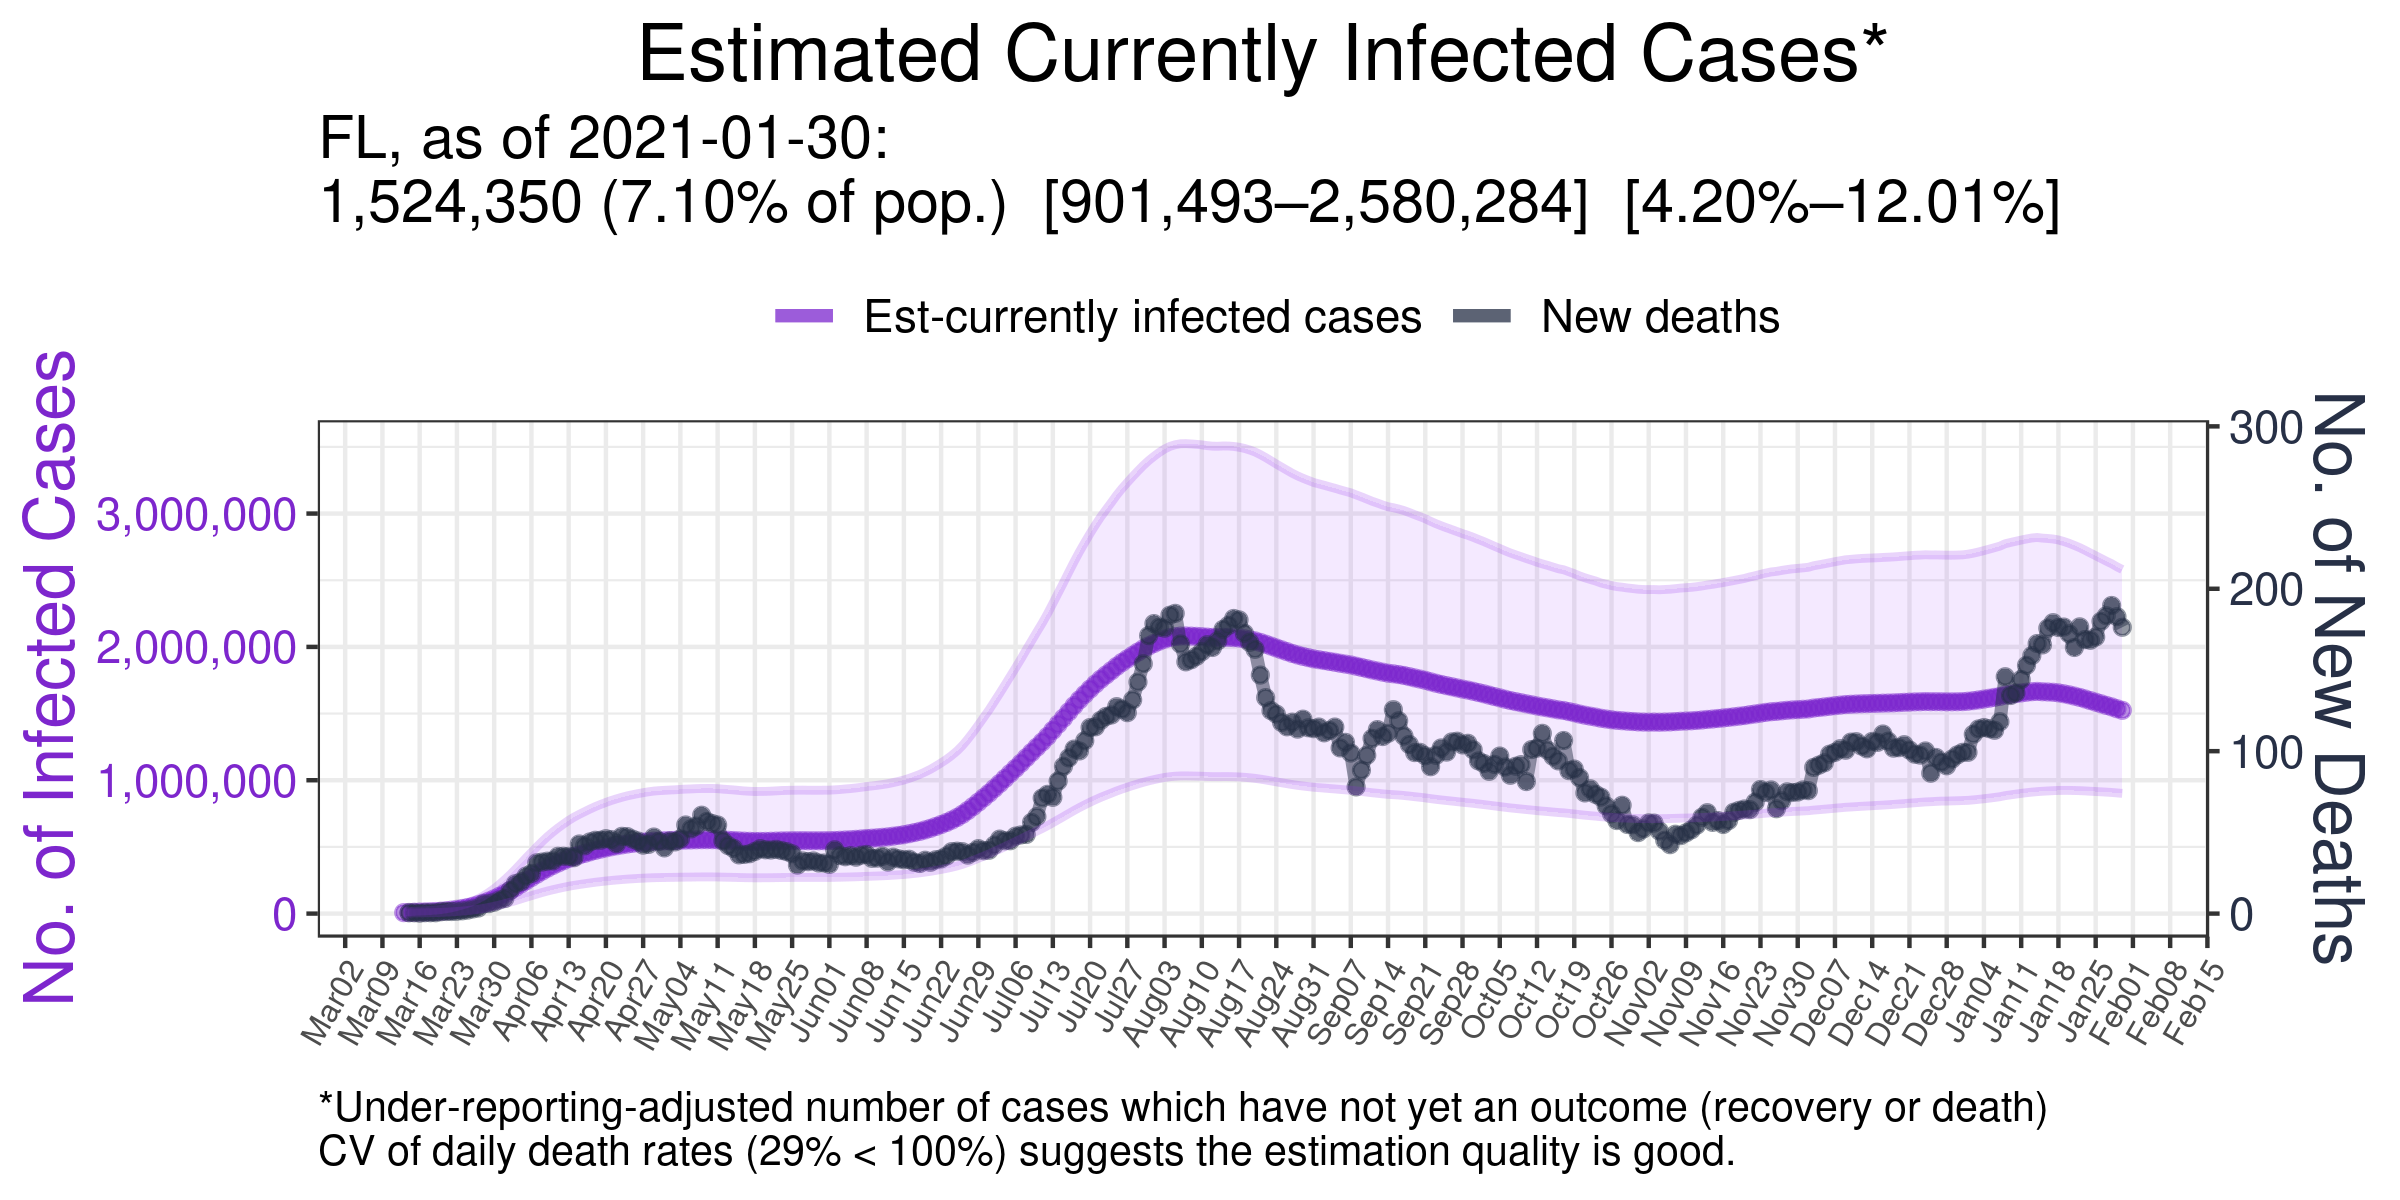 Estimated Currently Infected Cases*
FL, as of 2021-01-30:
1,524,350 (7.10% of pop.) [901,493–2,580,284] [4.20%–12.01%]
Est-currently infected cases
New deaths
No. of Infected Cases
3,000,000
2,000,000
1,000,000
0
300
200
100
0
No. of New Deaths
Mar02
Mar09
Mar16
Mar23
Mar30
Apr06
Apr13
Apr20
Apr27
May04
May11
May18
May25
Jun01
Jun08
Jun15
Jun22
Jun29
Jul06
Jul13
Jul20
Jul27
Aug03
Aug10
Aug17
Aug24
Aug31
Sep07
Sep14
Sep21
Sep28
Oct05
Oct12
Oct19
Oct26
Nov02
Nov09
Nov16
Nov23
Nov30
Dec07
Dec14
Dec21
Dec28
Jan04
Jan11
Jan18
Jan25
Feb01
Feb08
Feb15
*Under-reporting-adjusted number of cases which have not yet an outcome (recovery or death)
CV of daily death rates (29% < 100%) suggests the estimation quality is good.